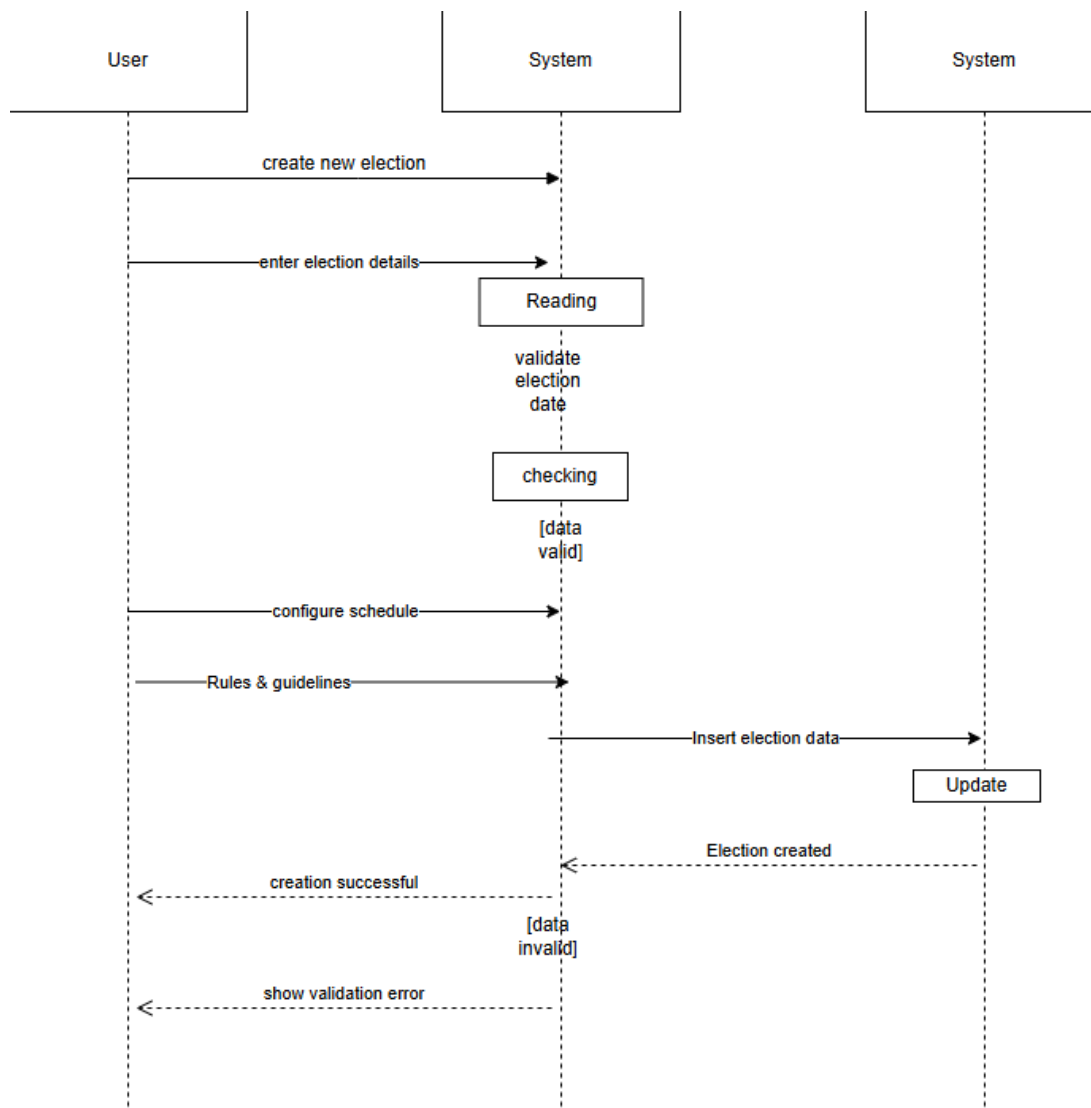 User
System
System
create new election
enter election details
Reading
validate
election
date
checking
[data
valid]
configure schedule
Rules & guidelines
Insert election data
Update
Election created
creation successful
[data
invalid]
show validation error